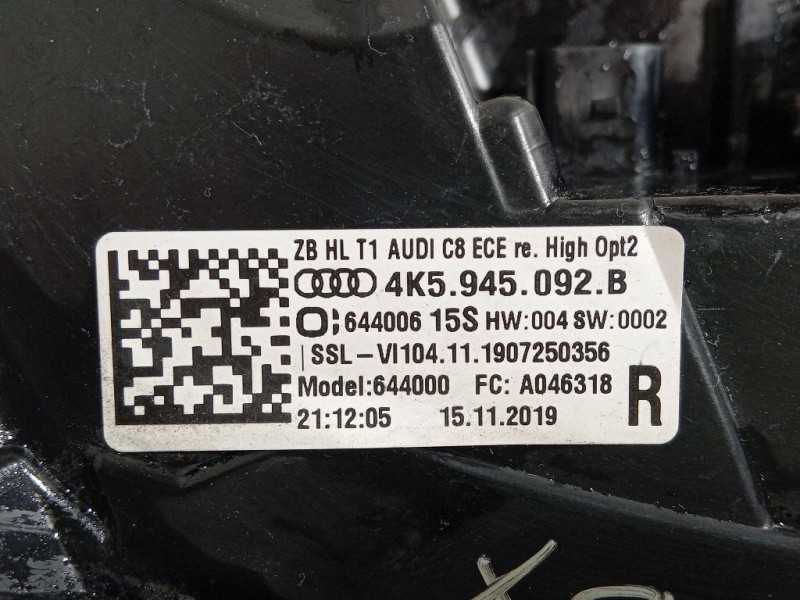 ZB HL T1 AUDI C8 ECE re. High Opt2
4K5.945.092.B
644006 15S HW:004 SW:0002
SSL-VI104.11.1907250356
Model:644000 FC: A046318
21:12:05 15.11.2019 R